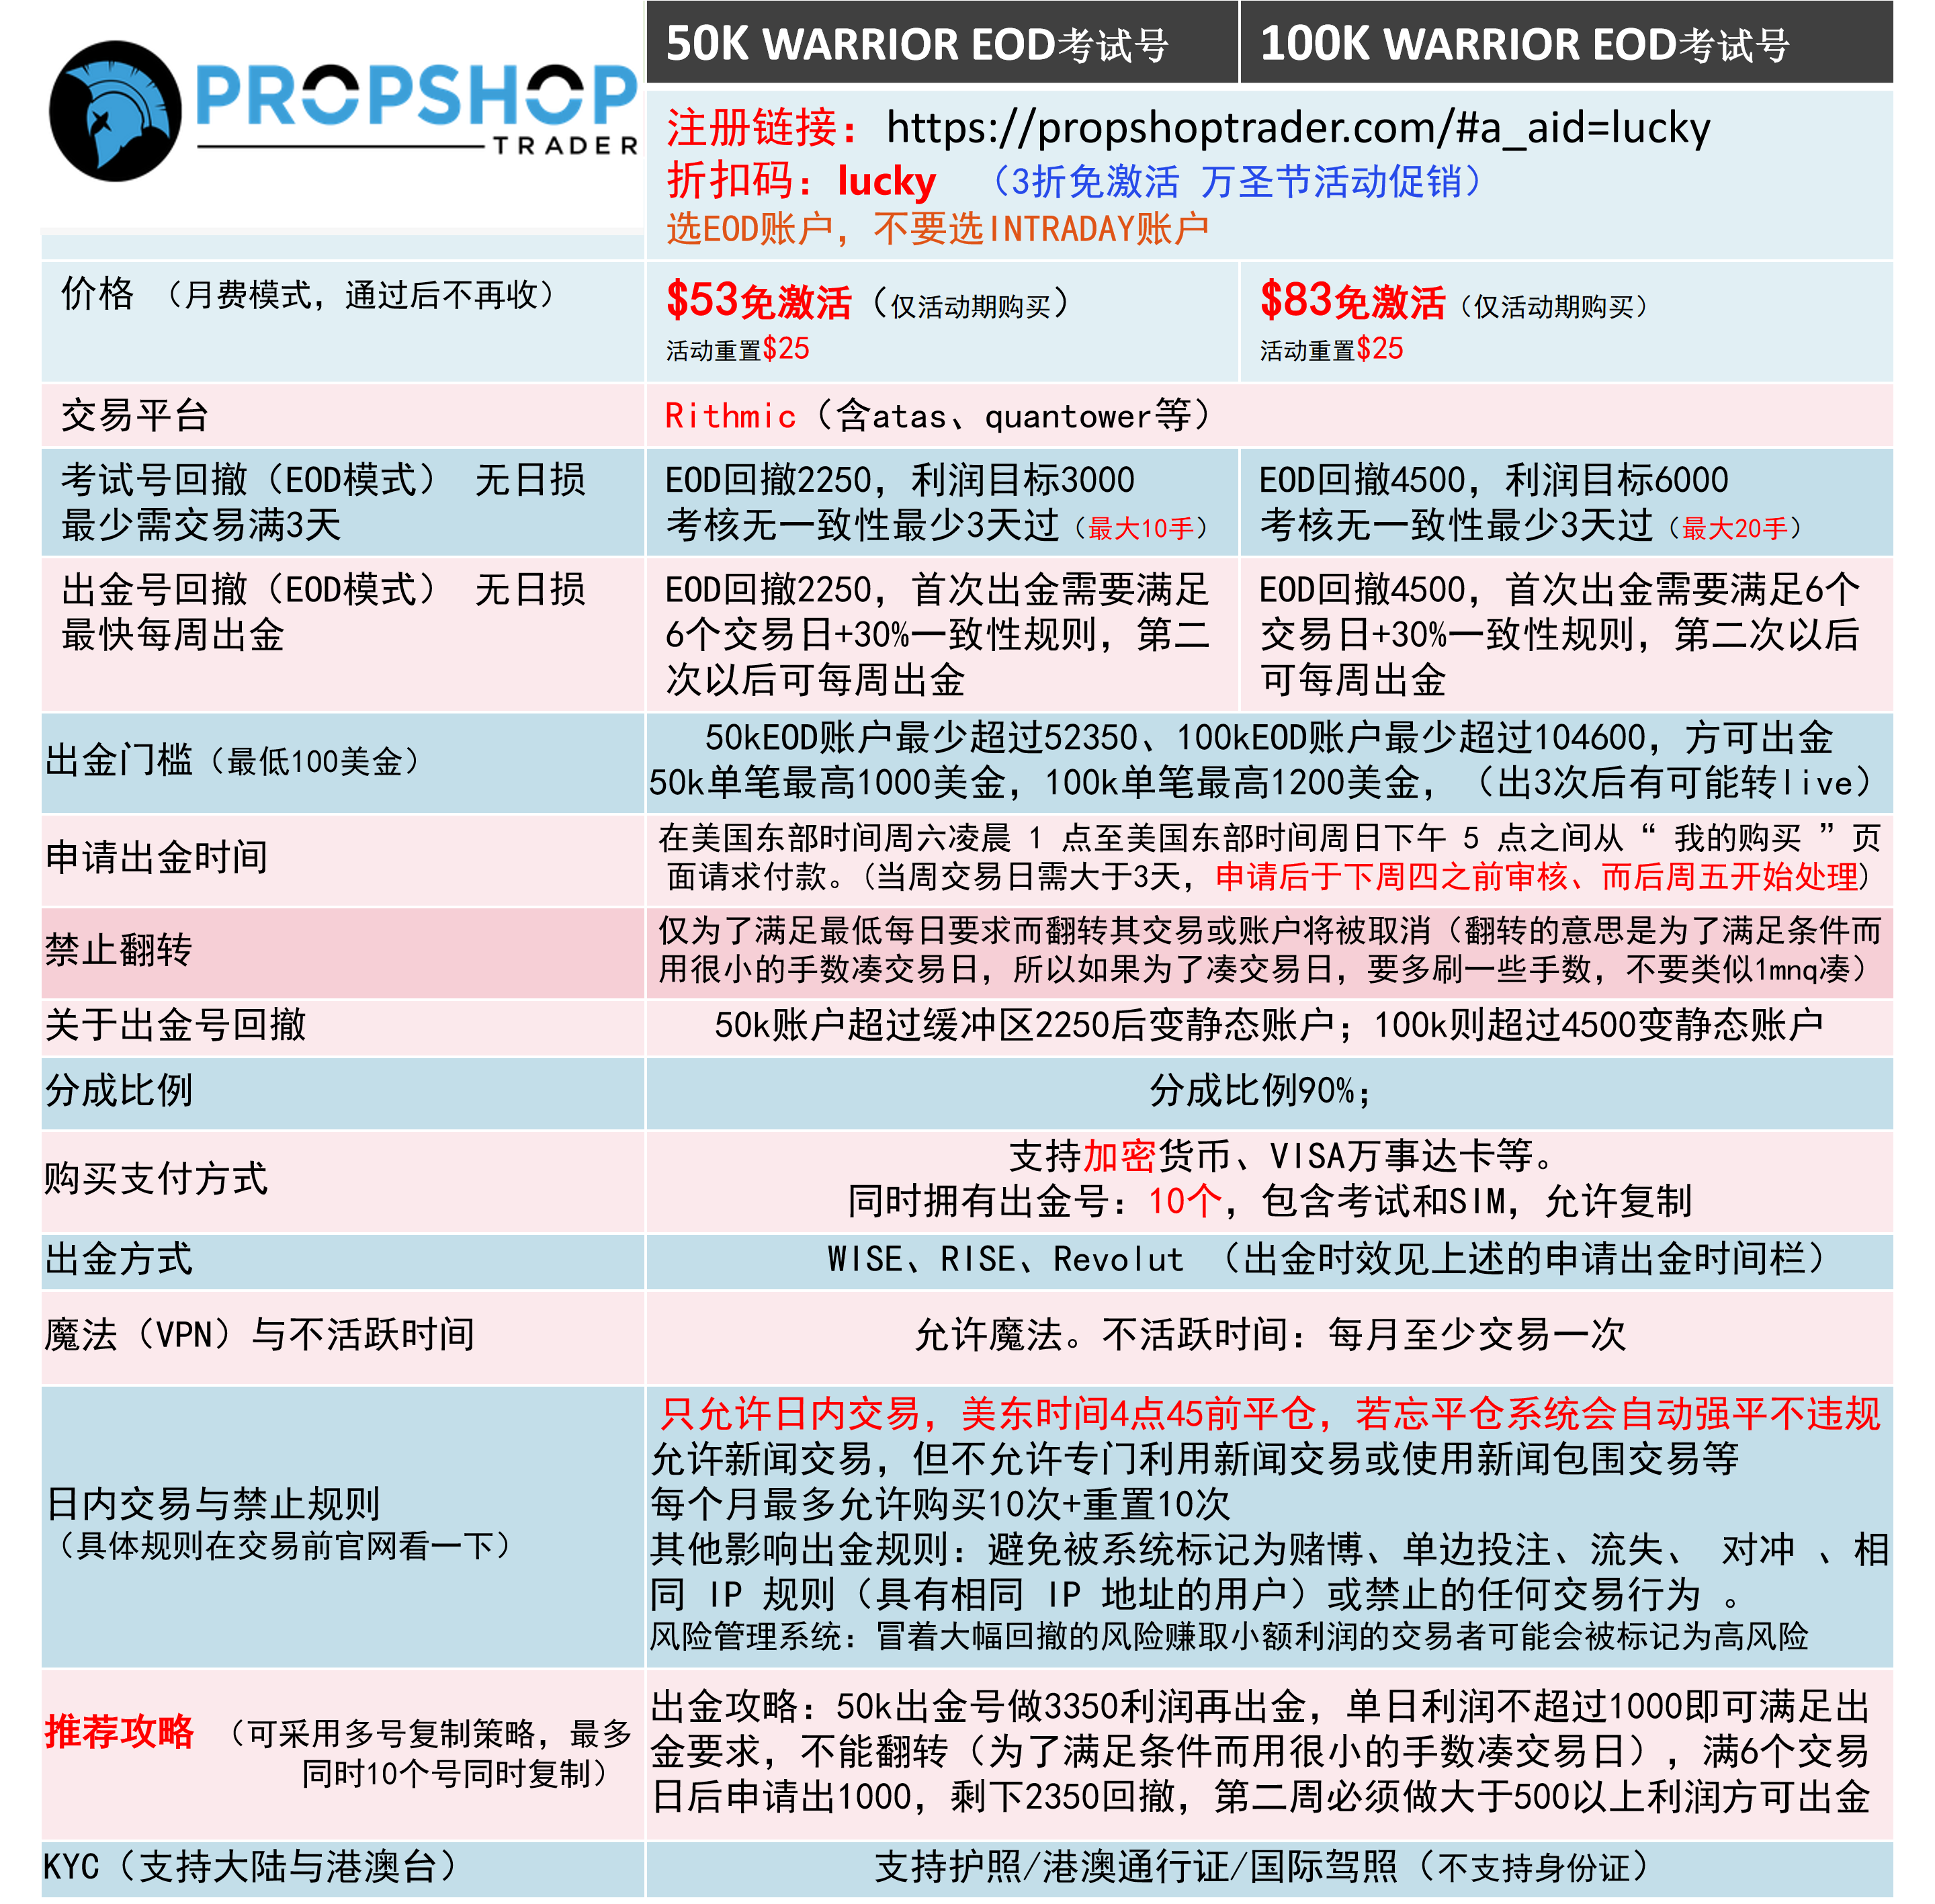 PROPSHOP
TRADER
50K WARRIOR EOD考试号
100K WARRIOR EOD考试号
注册链接：https://propshoptrader.com/#a_aid=lucky
折扣码：lucky （3折免激活 万圣节活动促销）
选EOD账户，不要选INTRADAY账户
价格 （月费模式，通过后不再收）
$53免激活（仅活动期购买）
活动重置$25
$83免激活（仅活动期购买）
活动重置$25
交易平台
Rithmic（含atas、quantower等）
考试号回撤（EOD模式） 无日损
最少需交易满3天
EOD回撤2250，利润目标3000
考核无一致性最少3天过（最大10手）
EOD回撤4500，利润目标6000
考核无一致性最少3天过（最大20手）
出金号回撤（EOD模式） 无日损
最快每周出金
EOD回撤2250，首次出金需要满足
6个交易日+30%一致性规则，第二
次以后可每周出金
EOD回撤4500，首次出金需要满足6个
交易日+30%一致性规则，第二次以后
可每周出金
出金门槛（最低100美金）
50kEOD账户最少超过52350、100kEOD账户最少超过104600，方可出金
50k单笔最高1000美金，100k单笔最高1200美金，（出3次后有可能转live）
申请出金时间
在美国东部时间周六凌晨 1 点至美国东部时间周日下午 5 点之间从“ 我的购买 ”页
面请求付款。(当周交易日需大于3天，申请后于下周四之前审核、而后周五开始处理)
禁止翻转
仅为了满足最低每日要求而翻转其交易或账户将被取消（翻转的意思是为了满足条件而
用很小的手数凑交易日，所以如果为了凑交易日，要多刷一些手数，不要类似1mnq凑）
关于出金号回撤
50k账户超过缓冲区2250后变静态账户；100k则超过4500变静态账户
分成比例
分成比例90%；
购买支付方式
支持加密货币、VISA万事达卡等。
同时拥有出金号：10个，包含考试和SIM，允许复制
出金方式
WISE、RISE、Revolut （出金时效见上述的申请出金时间栏）
魔法（VPN）与不活跃时间
允许魔法。不活跃时间：每月至少交易一次
日内交易与禁止规则
（具体规则在交易前官网看一下）
只允许日内交易，美东时间4点45前平仓，若忘平仓系统会自动强平不违规
允许新闻交易，但不允许专门利用新闻交易或使用新闻包围交易等
每个月最多允许购买10次+重置10次
其他影响出金规则：避免被系统标记为赌博、单边投注、流失、 对冲 、相
同 IP 规则（具有相同 IP 地址的用户）或禁止的任何交易行为 。
风险管理系统：冒着大幅回撤的风险赚取小额利润的交易者可能会被标记为高风险
推荐攻略 （可采用多号复制策略，最多
同时10个号同时复制）
出金攻略：50k出金号做3350利润再出金，单日利润不超过1000即可满足出
金要求，不能翻转（为了满足条件而用很小的手数凑交易日），满6个交易
日后申请出1000，剩下2350回撤，第二周必须做大于500以上利润方可出金
KYC（支持大陆与港澳台）
支持护照/港澳通行证/国际驾照（不支持身份证）